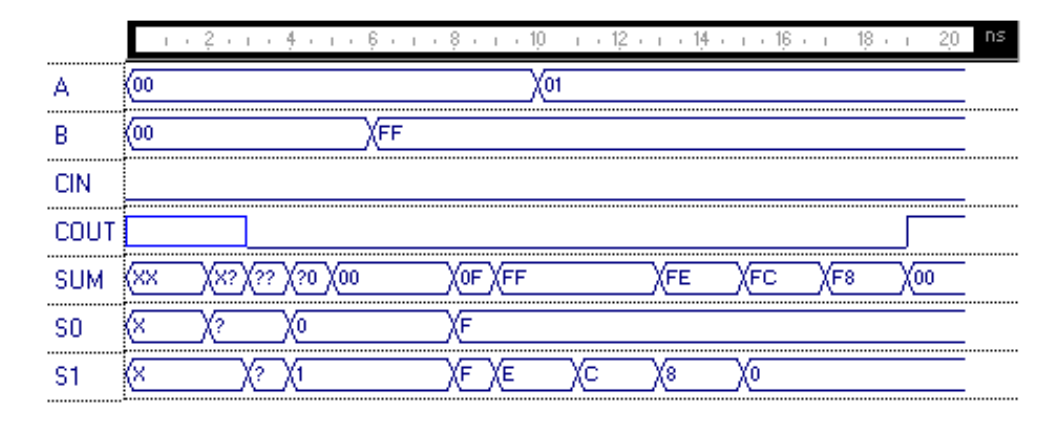 2 4 6 8 10 12 14 16 18 20 ns
A 00 01
B 00 FF
CIN
COUT
SUM XX X? ?? ?0 00 0F FF FE FC F8 00
S0 X ? 0 F
S1 X ? 1 F E C 8 0